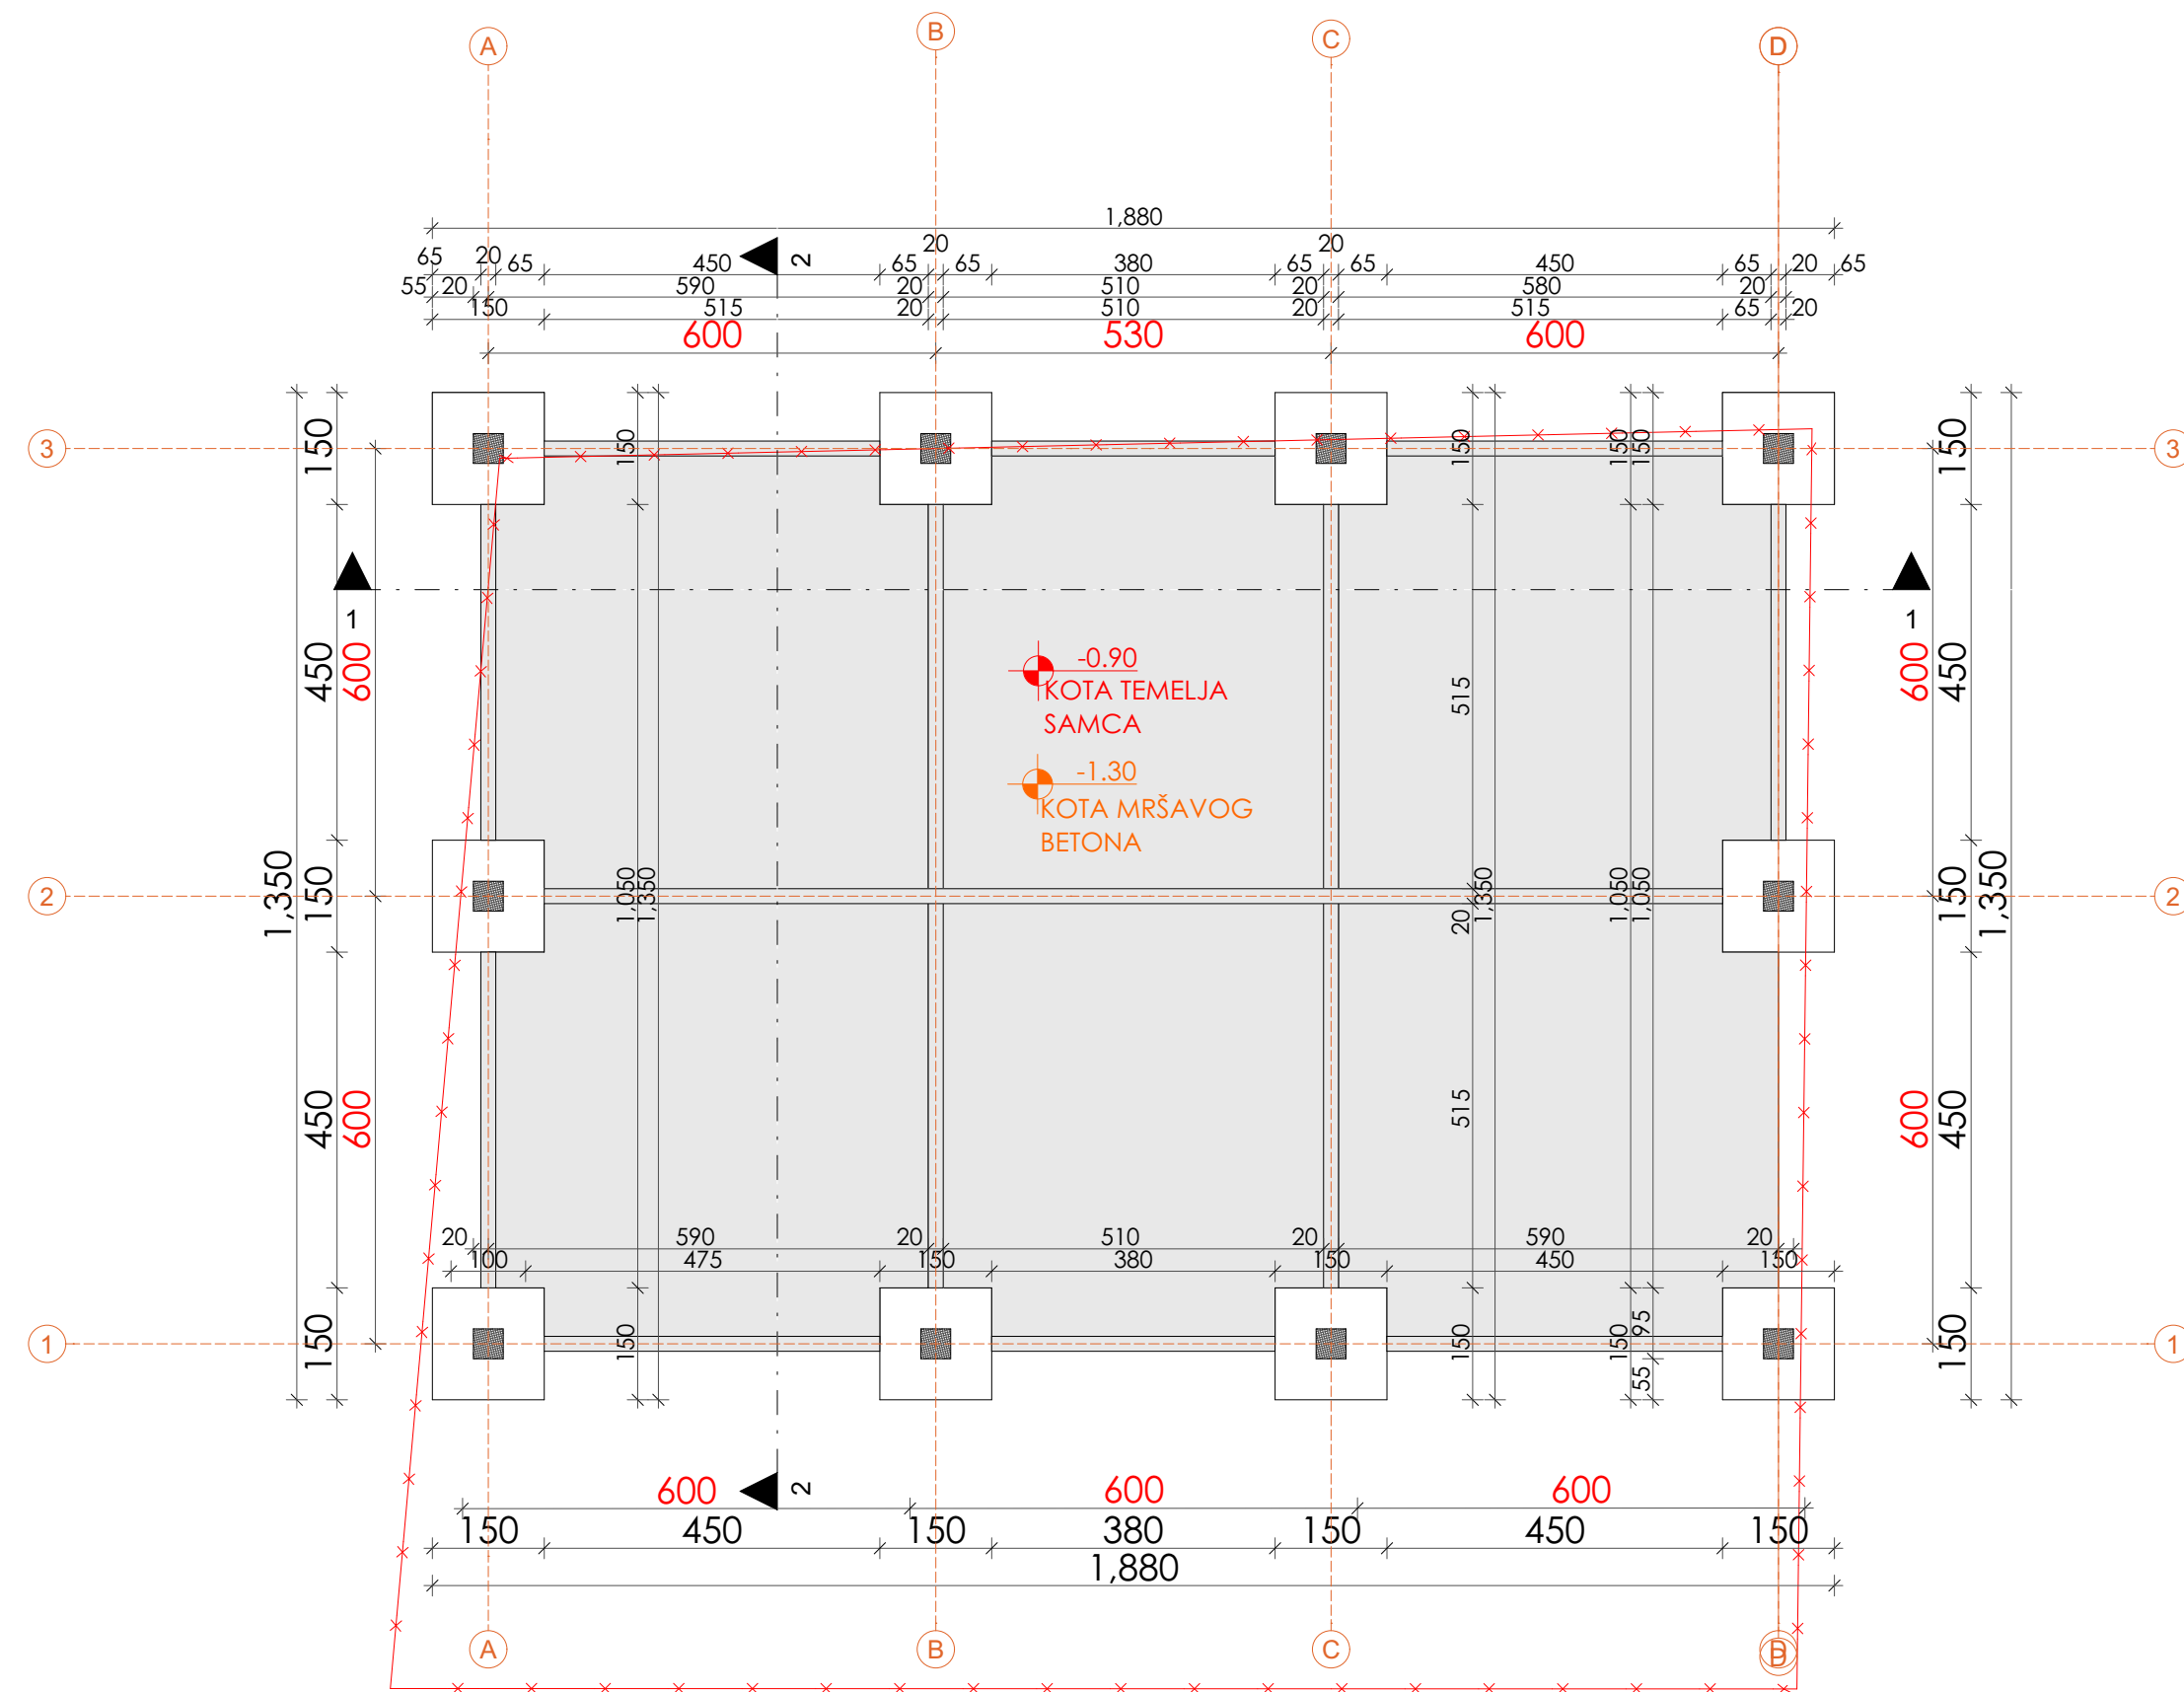 A B C D
1,880
65 20 65 450 65 20 65 380 65 20 65 450 65 20 65
55 20 590 20 510 20 580 20
150 515 20 510 20 515 65 20
600 530 600
2
3 3
150 150 150 150 150 150
1 1
450 600 600 450
-0.90
KOTA TEMELJA
SAMCA
515
-1.30
KOTA MRŠAVOG
BETONA
2 2
1,350 150 1,050 1,350 20 1,350 1,050 1,050 150 1,350
450 600 515 600 450
20 590 20 510 20 590 20
100 475 150 380 150 450 150
1 1
150 150 150 150 95 55 150
600 600 600
2
150 450 150 380 150 450 150
1,880
A B C D
D